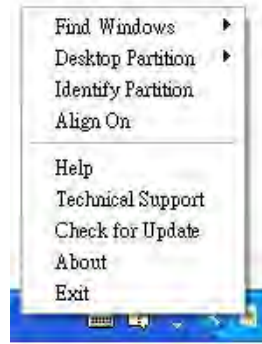 Find Windows
Desktop Partition
Identify Partition
Align On
Help
Technical Support
Check for Update
About
Exit